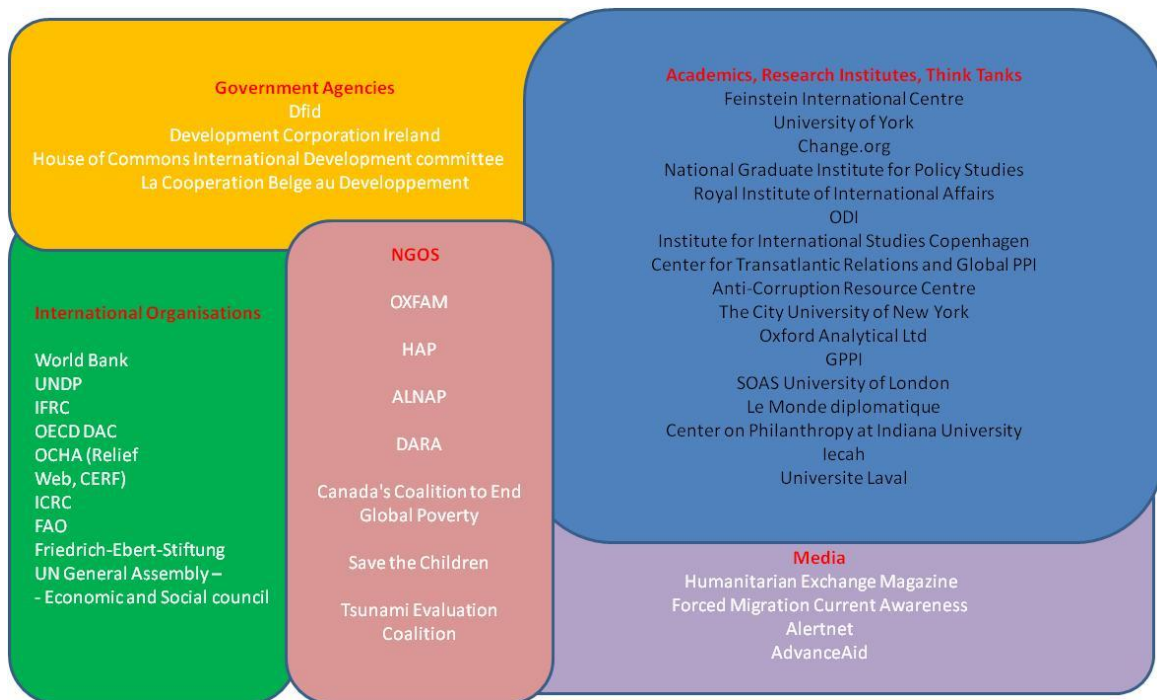 Government Agencies
Dfid
Development Corporation Ireland
House of Commons International Development committee
La Cooperation Belge au Developpement
Academics, Research Institutes, Think Tanks
Feinstein International Centre
University of York
Change.org
National Graduate Institute for Policy Studies
Royal Institute of International Affairs
ODI
Institute for International Studies Copenhagen
Center for Transatlantic Relations and Global PPI
Anti-Corruption Resource Centre
The City University of New York
Oxford Analytical Ltd
GPPI
SOAS University of London
Le Monde diplomatique
Center on Philanthropy at Indiana University
Iecah
Universite Laval
International Organisations
World Bank
UNDP
IFRC
OECD DAC
OCHA (Relief
Web, CERF)
ICRC
FAO
Friedrich-Ebert-Stiftung
UN General Assembly –
- Economic and Social council
NGOS
OXFAM
HAP
ALNAP
DARA
Canada's Coalition to End
Global Poverty
Save the Children
Tsunami Evaluation
Coalition
Media
Humanitarian Exchange Magazine
Forced Migration Current Awareness
Alertnet
AdvanceAid